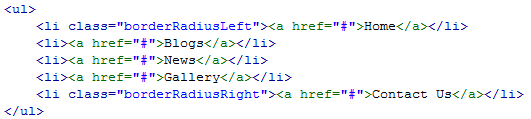 <ul>
    <li class="borderRadiusLeft"><a href="#">Home</a></li>
    <li><a href="#">Blogs</a></li>
    <li><a href="#">News</a></li>
    <li><a href="#">Gallery</a></li>
    <li class="borderRadiusRight"><a href="#">Contact Us</a></li>
</ul>